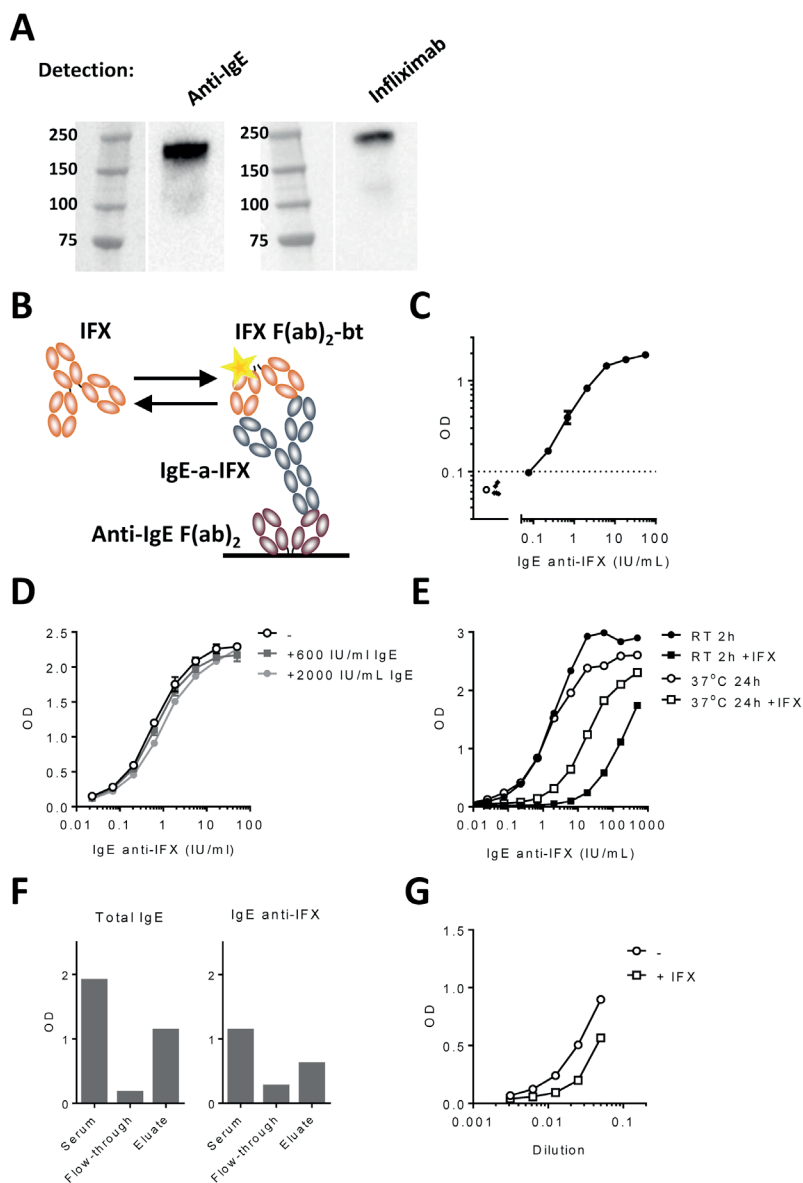 A
Detection:
Anti-IgE
Infliximab
250
150
100
75
250
150
100
75
B
IFX
IFX F(ab)2-bt
IgE-a-IFX
Anti-IgE F(ab)2
C
OD
1
0.1
0.1
1
10
100
IgE anti-IFX (IU/mL)
D
OD
2.5
2.0
1.5
1.0
0.5
0.0
0.01
0.1
1
10
100
IgE anti-IFX (IU/ml)
-
+600 IU/ml IgE
+2000 IU/mL IgE
E
OD
3
2
1
0
0.01
0.1
1
10
100
1000
IgE anti-IFX (IU/mL)
RT 2h
RT 2h +IFX
37°C 24h
37°C 24h +IFX
F
Total IgE
IgE anti-IFX
OD
2
1
0
Serum
Flow-through
Eluate
2
1
0
Serum
Flow-through
Eluate
G
OD
1.5
1.0
0.5
0.0
0.001
0.01
0.1
Dilution
-
+ IFX